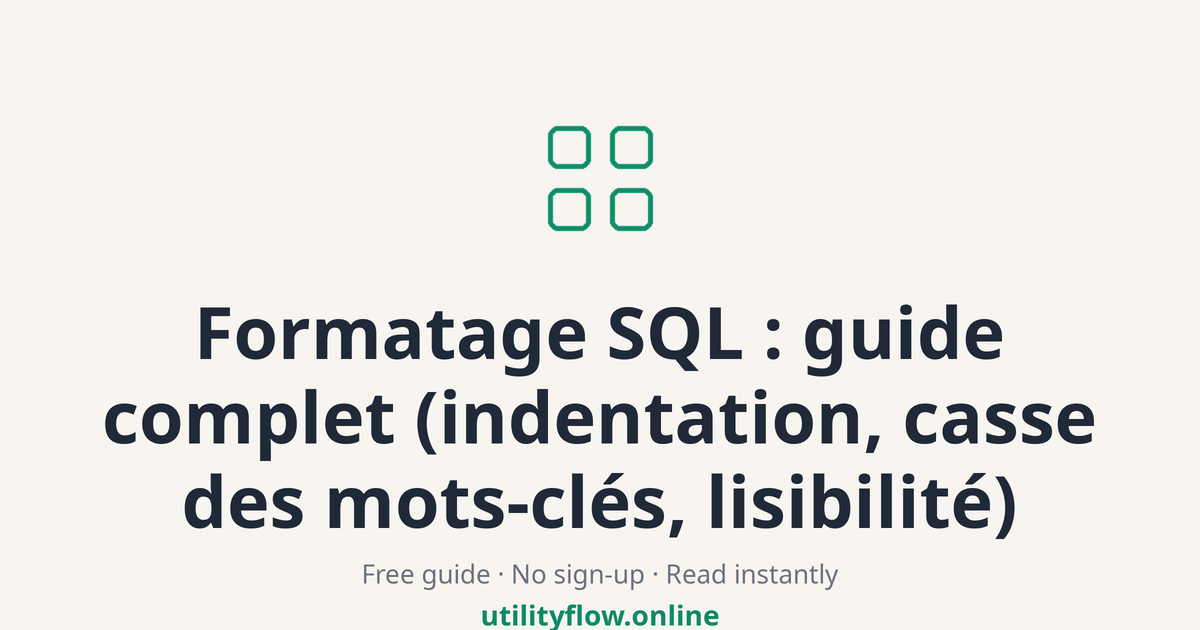 Formatage SQL : guide
complet (indentation, casse
des mots-clés, lisibilité)
Free guide · No sign-up · Read instantly
utilityflow.online